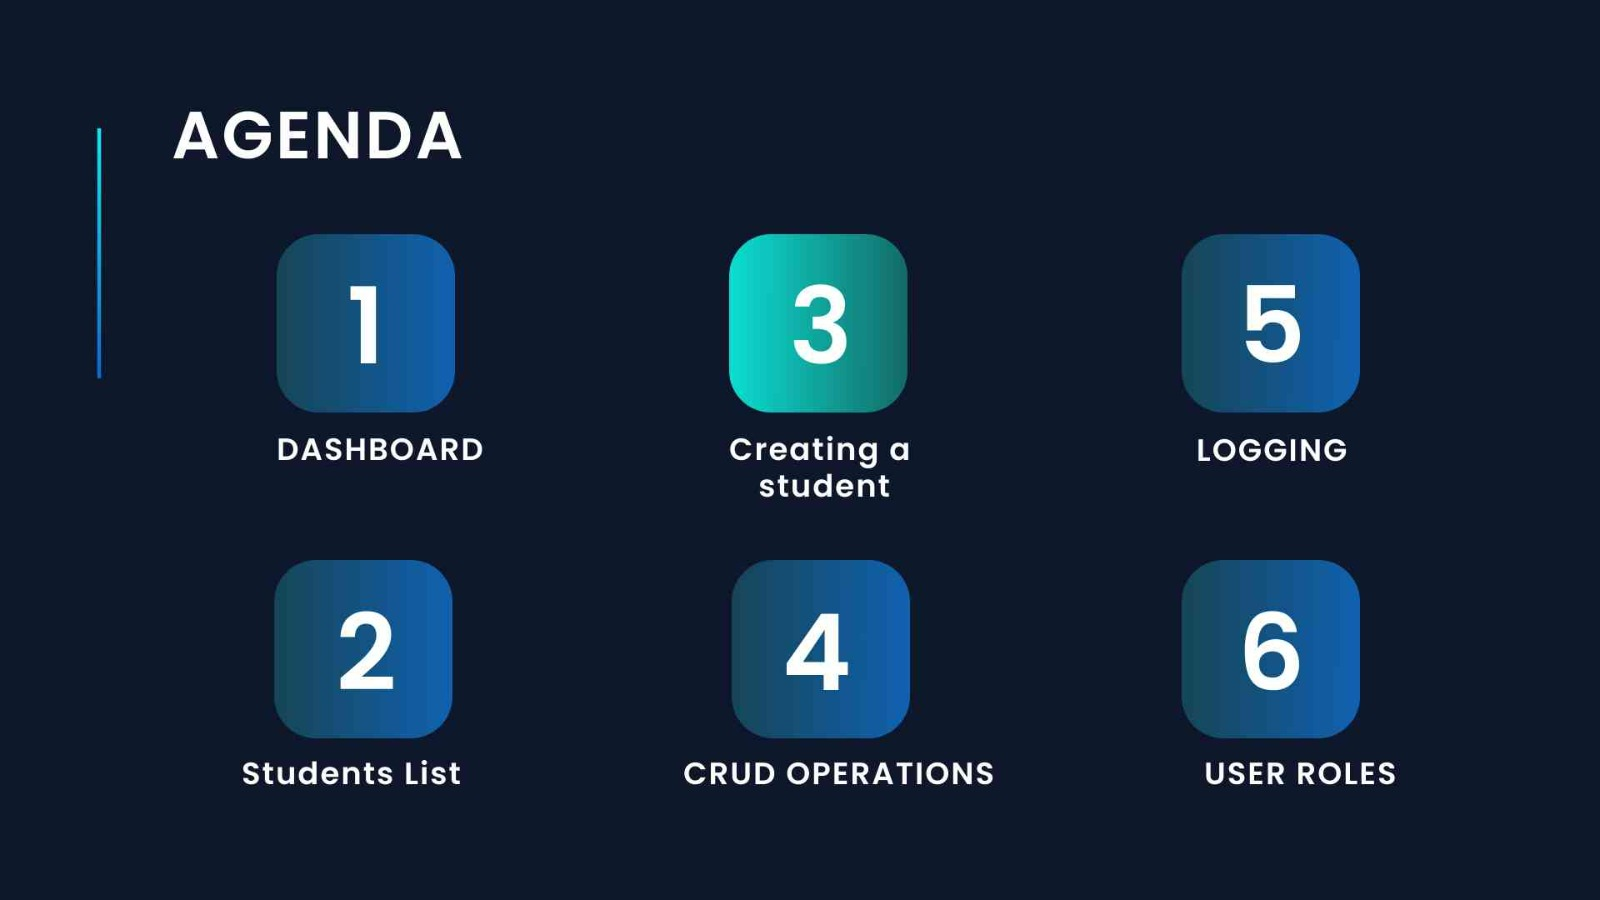 AGENDA
1
DASHBOARD
2
Students List
3
Creating a
student
4
CRUD OPERATIONS
5
LOGGING
6
USER ROLES